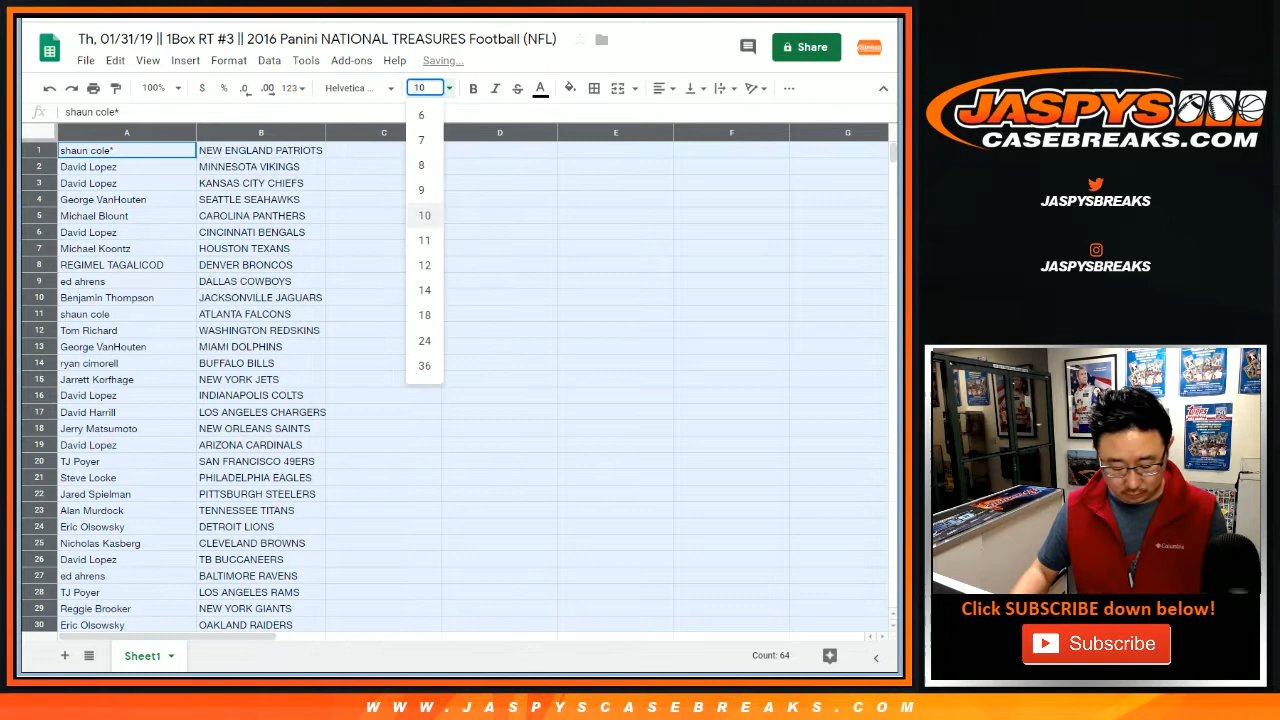 Th, 01/31/19 || 1Box RT #3 || 2016 Panini NATIONAL TREASURES Football (NFL)
File Edit View Insert Format Data Tools Add-ons Help Saving...
Share
100% $ % .0 .00 123 Helvetica ... 10 B I S A
fx shaun cole*
A B C D E F G
1 shaun cole* NEW ENGLAND PATRIOTS
2 David Lopez MINNESOTA VIKINGS
3 David Lopez KANSAS CITY CHIEFS
4 George VanHouten SEATTLE SEAHAWKS
5 Michael Blount CAROLINA PANTHERS
6 David Lopez CINCINNATI BENGALS
7 Michael Koontz HOUSTON TEXANS
8 REGIMEL TAGALICOD DENVER BRONCOS
9 ed ahrens DALLAS COWBOYS
10 Benjamin Thompson JACKSONVILLE JAGUARS
11 shaun cole ATLANTA FALCONS
12 Tom Richard WASHINGTON REDSKINS
13 George VanHouten MIAMI DOLPHINS
14 ryan cimorell BUFFALO BILLS
15 Jarrett Korfhage NEW YORK JETS
16 David Lopez INDIANAPOLIS COLTS
17 David Harrill LOS ANGELES CHARGERS
18 Jerry Matsumoto NEW ORLEANS SAINTS
19 David Lopez ARIZONA CARDINALS
20 TJ Poyer SAN FRANCISCO 49ERS
21 Steve Locke PHILADELPHIA EAGLES
22 Jared Spielman PITTSBURGH STEELERS
23 Alan Murdock TENNESSEE TITANS
24 Eric Olsowsky DETROIT LIONS
25 Nicholas Kasberg CLEVELAND BROWNS
26 David Lopez TB BUCCANEERS
27 ed ahrens BALTIMORE RAVENS
28 TJ Poyer LOS ANGELES RAMS
29 Reggie Brooker NEW YORK GIANTS
30 Eric Olsowsky OAKLAND RAIDERS
6
7
8
9
10
11
12
14
18
24
36
Sheet1
Count: 64
JASPYS
CASEBREAKS.COM
JASPYSBREAKS
JASPYSBREAKS
Columbia
Click SUBSCRIBE down below!
Subscribe
WWW.JASPYSCASEBREAKS.COM